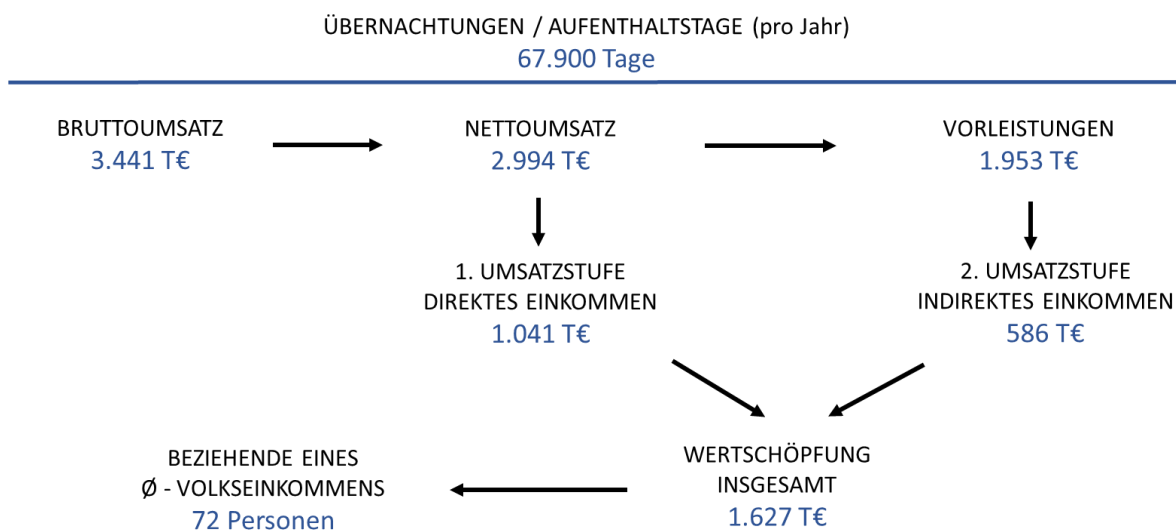 ÜBERNACHTUNGEN / AUFENTHALTSTAGE (pro Jahr)
67.900 Tage
BRUTTOUMSATZ
3.441 T€
NETTOUMSATZ
2.994 T€
VORLEISTUNGEN
1.953 T€
1. UMSATZSTUFE
DIREKTES EINKOMMEN
1.041 T€
2. UMSATZSTUFE
INDIREKTES EINKOMMEN
586 T€
WERTSCHÖPFUNG
INSGESAMT
1.627 T€
BEZIEHENDE EINES
Ø - VOLKSEINKOMMENS
72 Personen